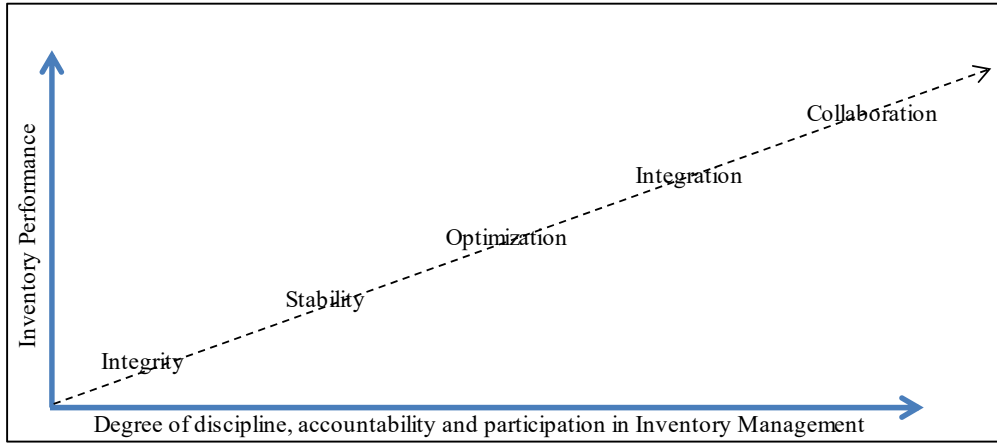 Inventory Performance
Collaboration
Integration
Optimization
Stability
Integrity
Degree of discipline, accountability and participation in Inventory Management